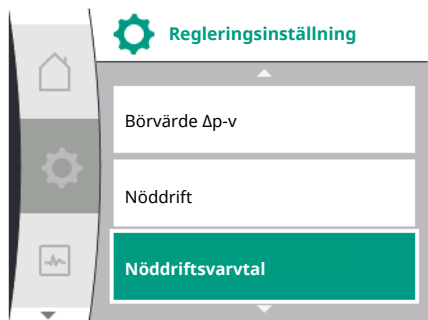 Regleringsinställning
Börvärde Δp-v
Nöddrift
Nöddriftsvarvtal